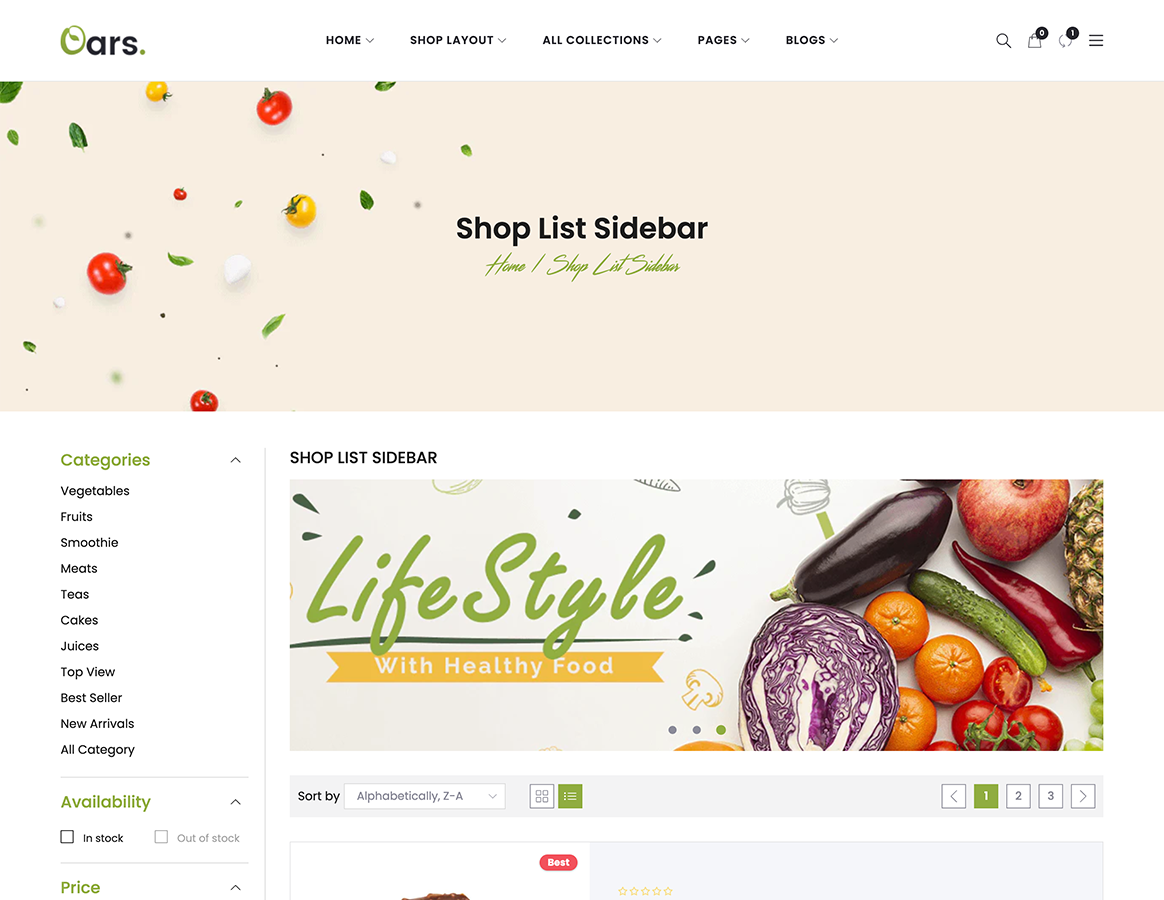 Oars.
HOME
SHOP LAYOUT
ALL COLLECTIONS
PAGES
BLOGS
0
1
Shop List Sidebar
Home / Shop List Sidebar
Categories
Vegetables
Fruits
Smoothie
Meats
Teas
Cakes
Juices
Top View
Best Seller
New Arrivals
All Category
Availability
In stock
Out of stock
Price
SHOP LIST SIDEBAR
LifeStyle
With Healthy Food
Sort by
Alphabetically, Z-A
1
2
3
Best